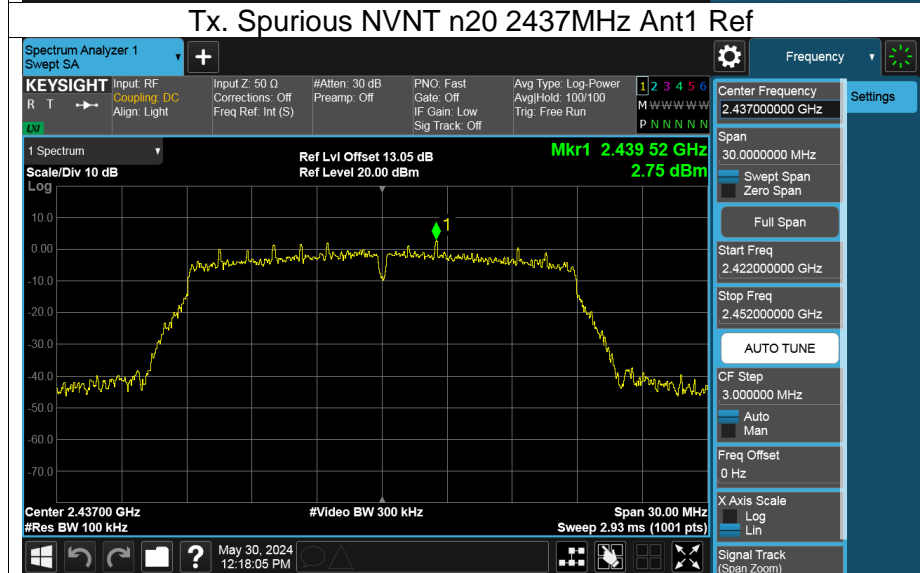 Tx. Spurious NVNT n20 2437MHz Ant1 Ref
Spectrum Analyzer 1
Swept SA
+
Frequency
KEYSIGHT
R T
LXI
Input: RF
Coupling: DC
Align: Light
Input Z: 50 Ω
Corrections: Off
Freq Ref: Int (S)
#Atten: 30 dB
Preamp: Off
PNO: Fast
Gate: Off
IF Gain: Low
Sig Track: Off
Avg Type: Log-Power
Avg|Hold: 100/100
Trig: Free Run
1 2 3 4 5 6
M W W W W W
P N N N N N
1 Spectrum
Scale/Div 10 dB
Log
Ref Lvl Offset 13.05 dB
Ref Level 20.00 dBm
Mkr1 2.439 52 GHz
2.75 dBm
10.0
0.00
-10.0
-20.0
-30.0
-40.0
-50.0
-60.0
-70.0
1
Center 2.43700 GHz
#Res BW 100 kHz
#Video BW 300 kHz
Span 30.00 MHz
Sweep 2.93 ms (1001 pts)
?
May 30, 2024
12:18:05 PM
Center Frequency
2.437000000 GHz
Settings
Span
30.0000000 MHz
Swept Span
Zero Span
Full Span
Start Freq
2.422000000 GHz
Stop Freq
2.452000000 GHz
AUTO TUNE
CF Step
3.000000 MHz
Auto
Man
Freq Offset
0 Hz
X Axis Scale
Log
Lin
Signal Track
(Span Zoom)